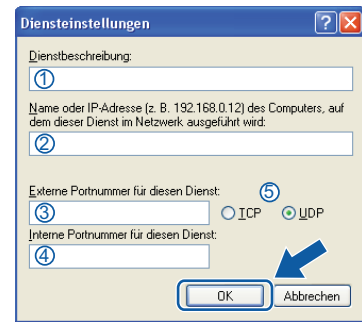 Diensteinstellungen
Dienstbeschreibung:
①
Name oder IP-Adresse (z. B. 192.168.0.12) des Computers, auf
dem dieser Dienst im Netzwerk ausgeführt wird:
②
Externe Portnummer für diesen Dienst: ⑤
③ TCP UDP
Interne Portnummer für diesen Dienst:
④
OK Abbrechen